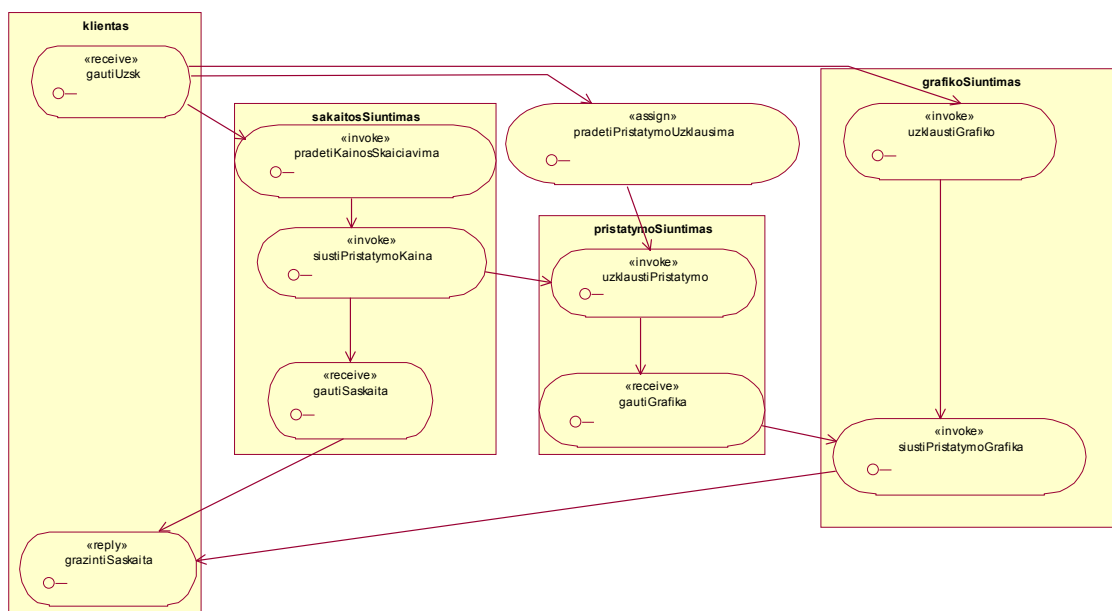 klientas
«receive»
gautiUzsk
grafikoSiuntimas
sakaitosSiuntimas
«invoke»
pradetiKainosSkaiciavima
«assign»
pradetiPristatymoUzklausima
«invoke»
uzklaustiGrafiko
pristatymoSiuntimas
«invoke»
siustiPristatymoKaina
«invoke»
uzklaustiPristatymo
«receive»
gautiSaskaita
«receive»
gautiGrafika
«invoke»
siustiPristatymoGrafika
«reply»
grazintiSaskaita